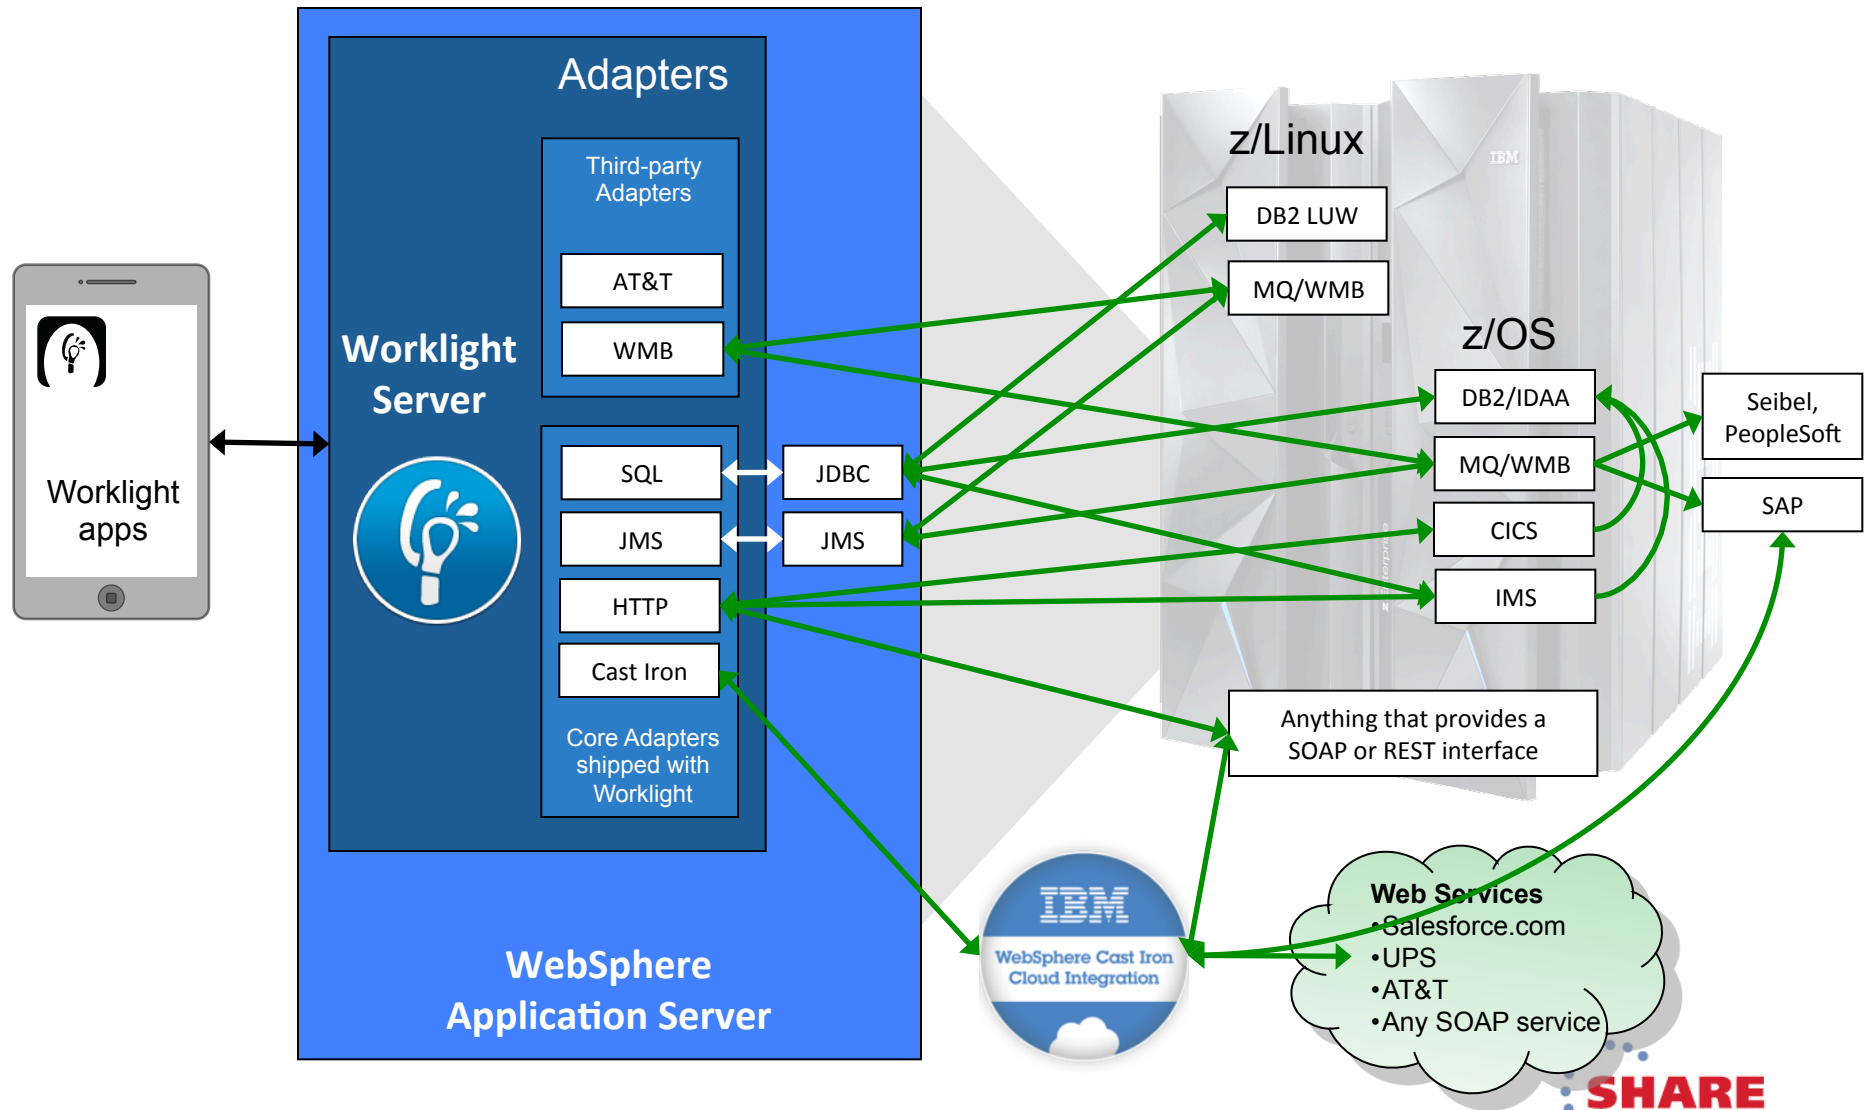 Adapters
Third-party
Adapters
AT&T
WMB
Worklight
Server
SQL
JMS
HTTP
Cast Iron
Core Adapters
shipped with
Worklight
JDBC
JMS
WebSphere
Application Server
Worklight
apps
z/Linux
IBM
DB2 LUW
MQ/WMB
z/OS
DB2/IDAA
MQ/WMB
CICS
IMS
Seibel,
PeopleSoft
SAP
Anything that provides a
SOAP or REST interface
IBM
WebSphere Cast Iron
Cloud Integration
Web Services
•Salesforce.com
•UPS
•AT&T
•Any SOAP service
SHARE